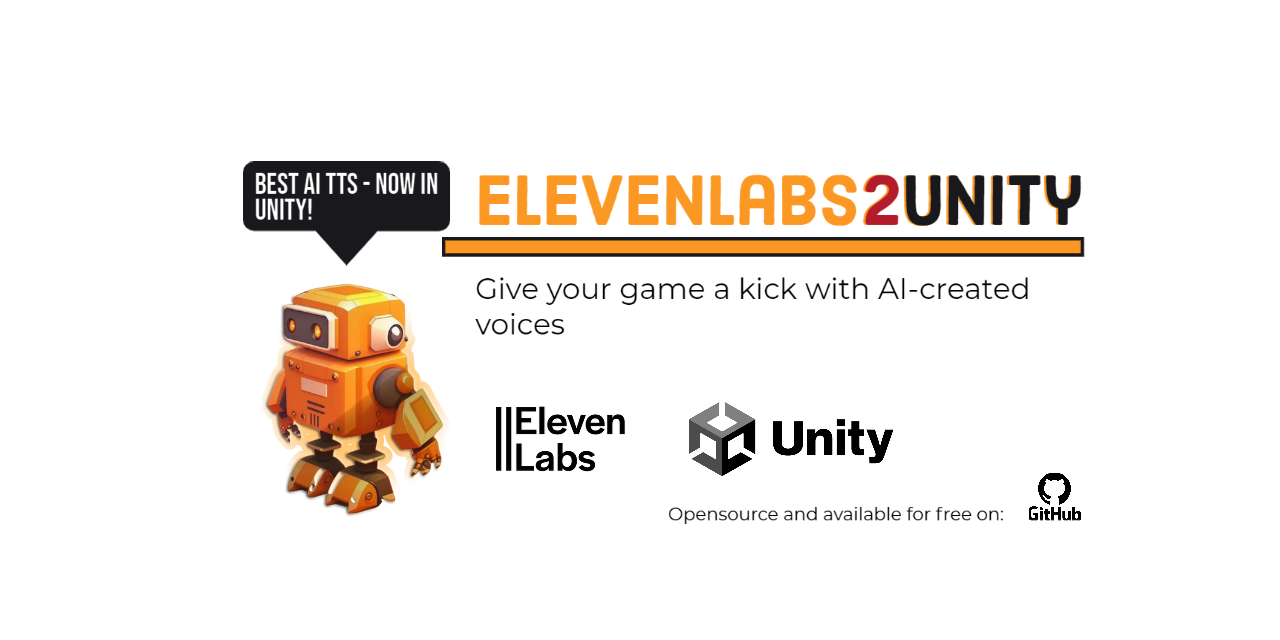 BEST AI TTS - NOW IN
UNITY!
ELEVENLABS2UNITY
Give your game a kick with AI-created
voices
Eleven
Labs
Unity
Opensource and available for free on:
GitHub